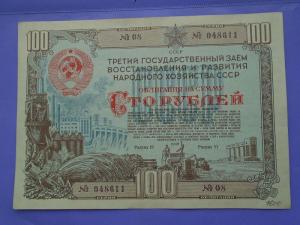 100 № 08 № 048611 100
СССР
ТРЕТИЙ ГОСУДАРСТВЕННЫЙ ЗАЕМ
ВОССТАНОВЛЕНИЯ И РАЗВИТИЯ
НАРОДНОГО ХОЗЯЙСТВА СССР
ОБЛИГАЦИЯ НА СУММУ
СТО РУБЛЕЙ
№ 048611 100 № 08